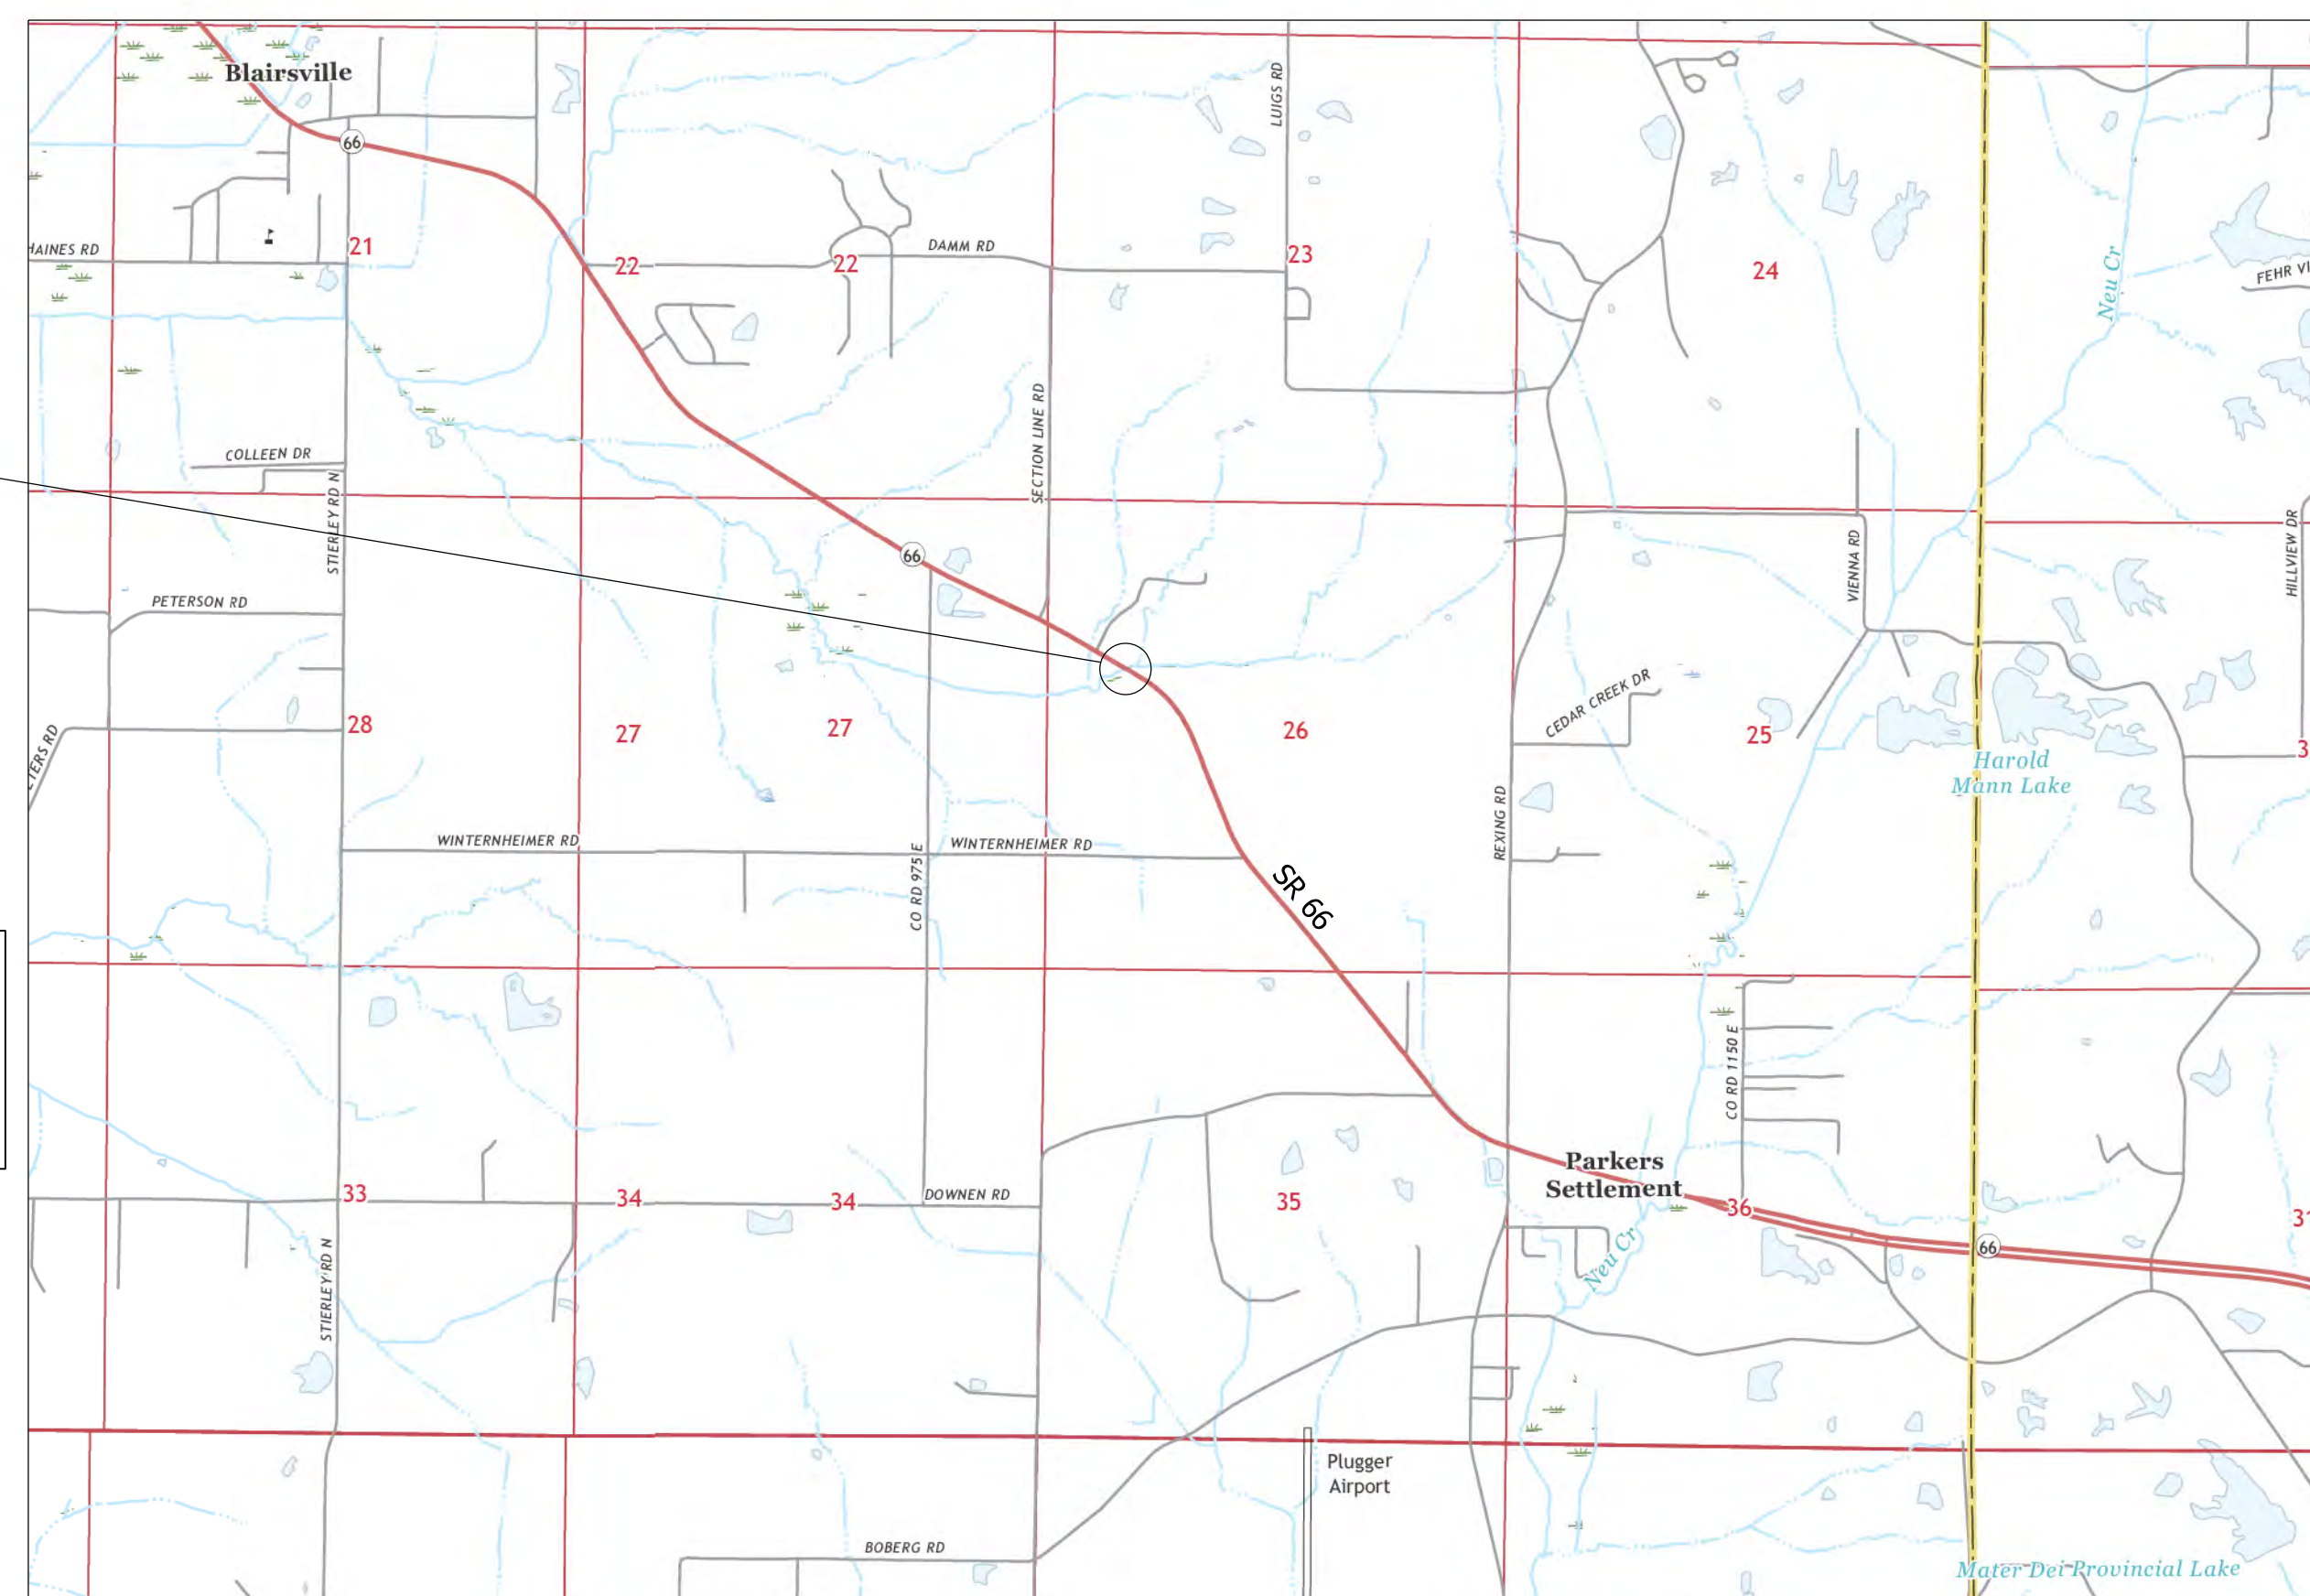 Blairsville
66
LUIGS RD
HAINES RD
21
22
22
DAMM RD
23
24
Neu Cr
FEHR VI
COLLEEN DR
STIERLEY RD N
SECTION LINE RD
66
PETERSON RD
VIENNA RD
HILLVIEW DR
ETERS RD
28
27
27
26
CEDAR CREEK DR
25
3
Harold
Mann Lake
WINTERNHEIMER RD
CO RD 975 E
WINTERNHEIMER RD
SR 66
REXING RD
CO RD 1150 E
Parkers
Settlement
33
34
34
DOWNEN RD
35
36
31
66
Neu Cr
STIERLEY RD N
Plugger
Airport
BOBERG RD
Mater Dei Provincial Lake